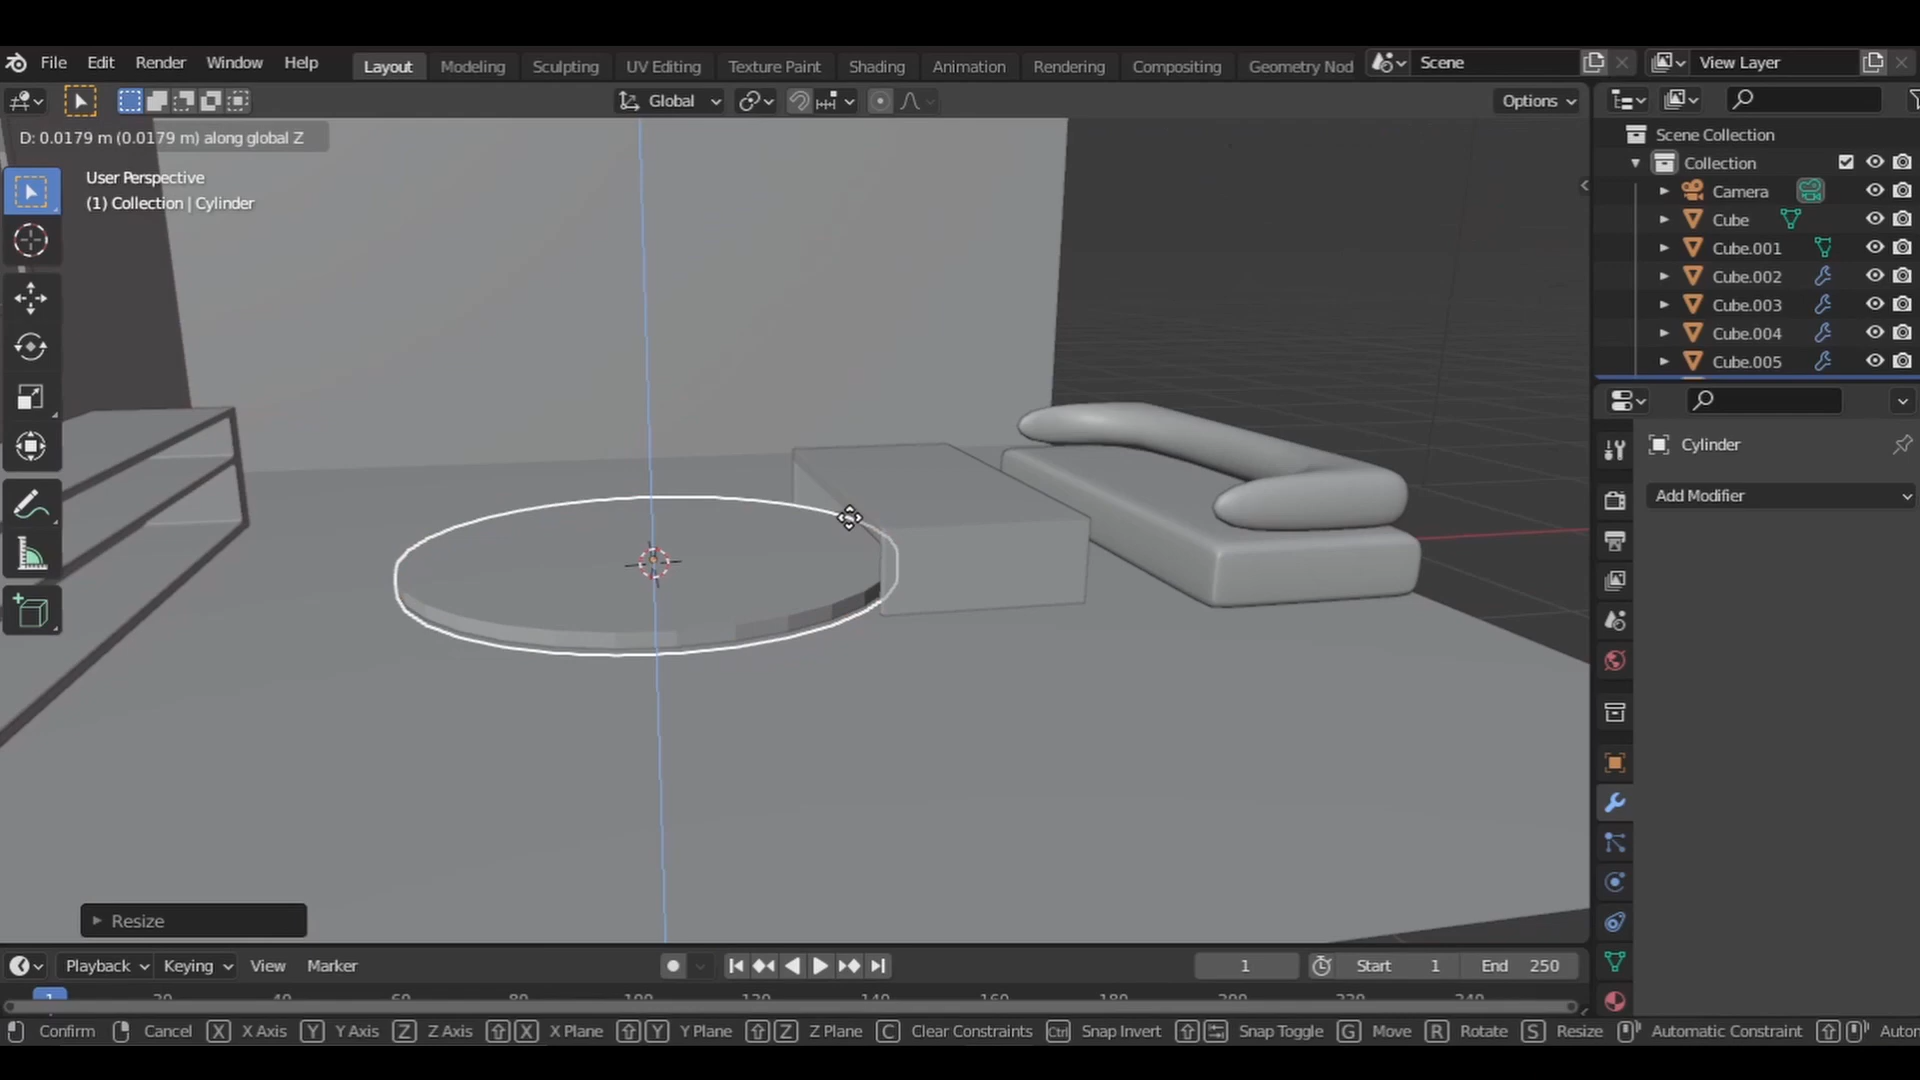 File Edit Render Window Help Layout Modeling Sculpting UV Editing Texture Paint Shading Animation Rendering Compositing Geometry Nod Scene View Layer
Global Options
D: 0.0179 m (0.0179 m) along global Z
User Perspective
(1) Collection | Cylinder
Scene Collection
Collection
Camera
Cube
Cube.001
Cube.002
Cube.003
Cube.004
Cube.005
Cylinder
Add Modifier
Resize
Playback Keying View Marker 1 Start 1 End 250
1
X X Axis Y Y Axis Z Z Axis X X Plane Y Y Plane Z Z Plane C Clear Constraints Ctrl Snap Invert Snap Toggle G Move R Rotate S Resize Automatic Constraint
Confirm Cancel